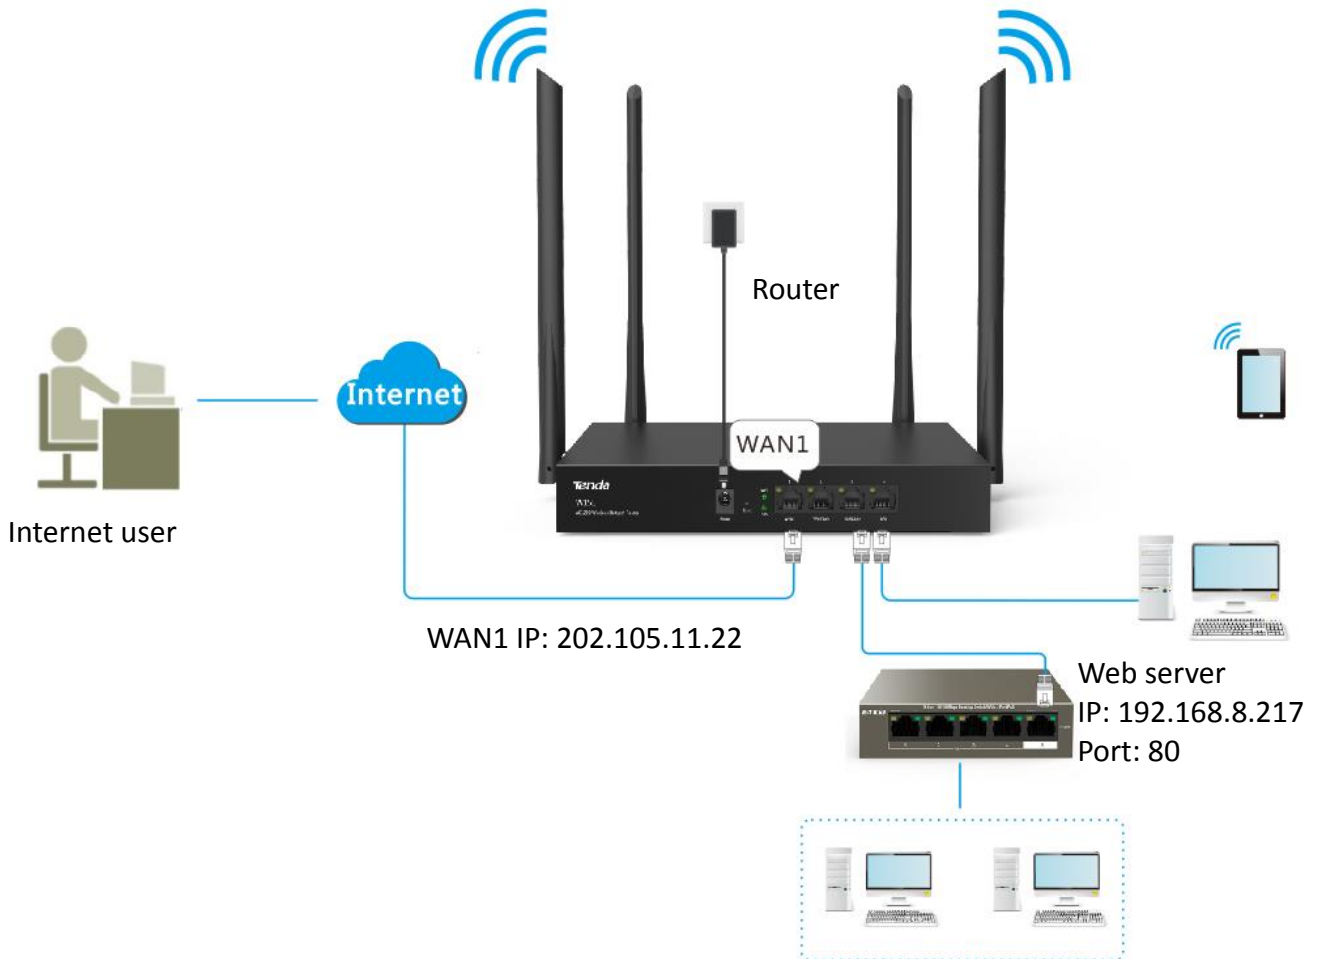 Router
Internet
WAN1
Tenda
Internet user
WAN1 IP: 202.105.11.22
Web server
IP: 192.168.8.217
Port: 80